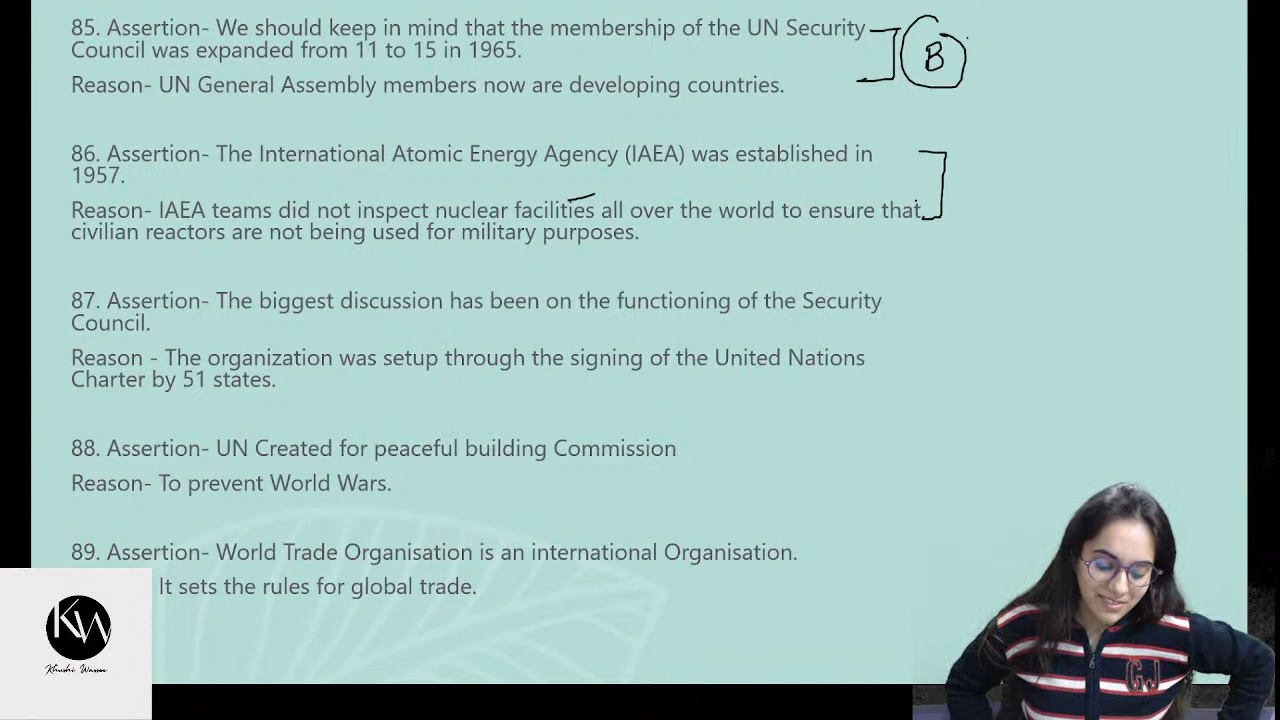 85. Assertion- We should keep in mind that the membership of the UN Security
Council was expanded from 11 to 15 in 1965.
B
Reason- UN General Assembly members now are developing countries.
86. Assertion- The International Atomic Energy Agency (IAEA) was established in
1957.
Reason- IAEA teams did not inspect nuclear facilities all over the world to ensure that
civilian reactors are not being used for military purposes.
87. Assertion- The biggest discussion has been on the functioning of the Security
Council.
Reason - The organization was setup through the signing of the United Nations
Charter by 51 states.
88. Assertion- UN Created for peaceful building Commission
Reason- To prevent World Wars.
89. Assertion- World Trade Organisation is an international Organisation.
It sets the rules for global trade.
KW
Khushi
GJ